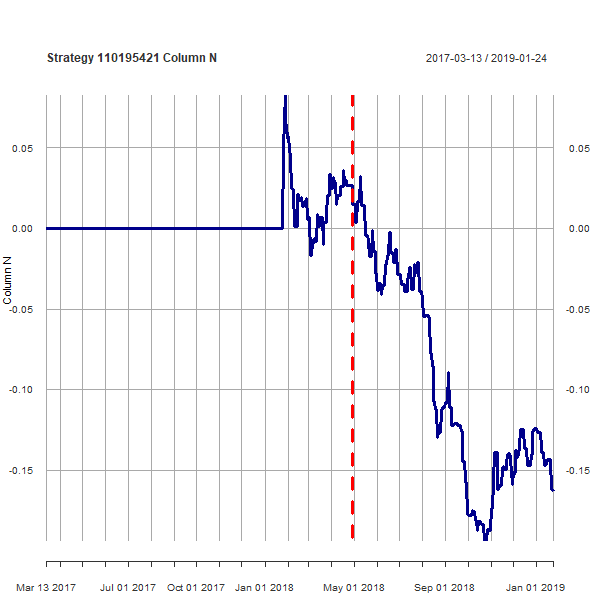 Strategy 110195421 Column N
2017-03-13 / 2019-01-24
0.05
0.05
0.00
0.00
Column N
-0.05
-0.05
-0.10
-0.10
-0.15
-0.15
Mar 13 2017
Jul 01 2017
Oct 01 2017
Jan 01 2018
May 01 2018
Sep 01 2018
Jan 01 2019